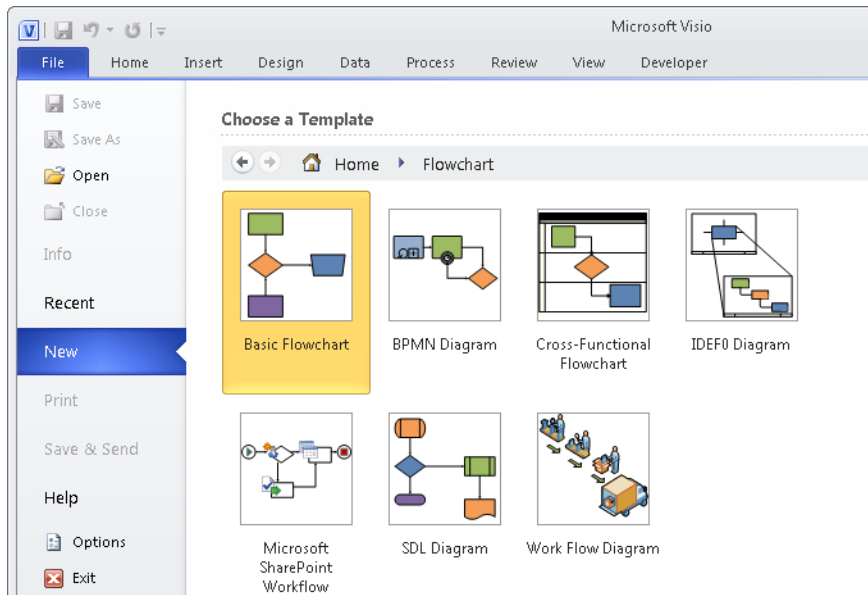 Microsoft Visio
File Home Insert Design Data Process Review View Developer
Save
Save As
Open
Close
Info
Recent
New
Print
Save & Send
Help
Options
Exit
Choose a Template
Home Flowchart
Basic Flowchart
BPMN Diagram
Cross-Functional
Flowchart
IDEF0 Diagram
Microsoft
SharePoint
Workflow
SDL Diagram
Work Flow Diagram